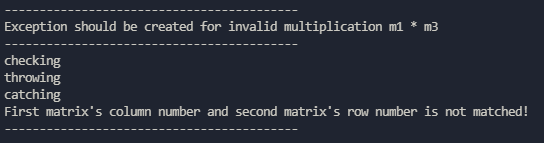 ------------------------------------------
Exception should be created for invalid multiplication m1 * m3
------------------------------------------
checking
throwing
catching
First matrix's column number and second matrix's row number is not matched!
------------------------------------------